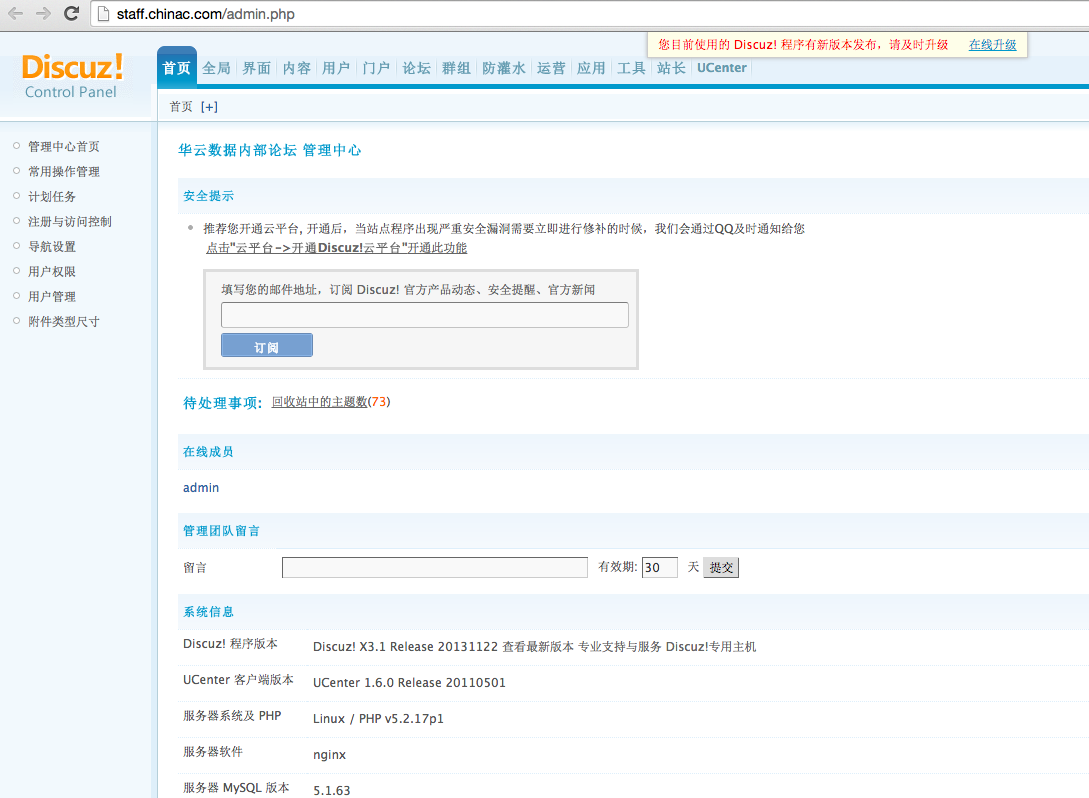 staff.chinac.com/admin.php
您目前使用的 Discuz! 程序有新版本发布，请及时升级 在线升级
Discuz!
Control Panel
首页 全局 界面 内容 用户 门户 论坛 群组 防灌水 运营 应用 工具 站长 UCenter
首页 [+]
管理中心首页
常用操作管理
计划任务
注册与访问控制
导航设置
用户权限
用户管理
附件类型尺寸
华云数据内部论坛 管理中心
安全提示
推荐您开通云平台, 开通后，当站点程序出现严重安全漏洞需要立即进行修补的时候，我们会通过QQ及时通知给您
点击"云平台->开通Discuz!云平台"开通此功能
填写您的邮件地址，订阅 Discuz! 官方产品动态、安全提醒、官方新闻
订阅
待处理事项: 回收站中的主题数(73)
在线成员
admin
管理团队留言
留言 有效期: 30 天 提交
系统信息
Discuz! 程序版本 Discuz! X3.1 Release 20131122 查看最新版本 专业支持与服务 Discuz!专用主机
UCenter 客户端版本 UCenter 1.6.0 Release 20110501
服务器系统及 PHP Linux / PHP v5.2.17p1
服务器软件 nginx
服务器 MySQL 版本 5.1.63